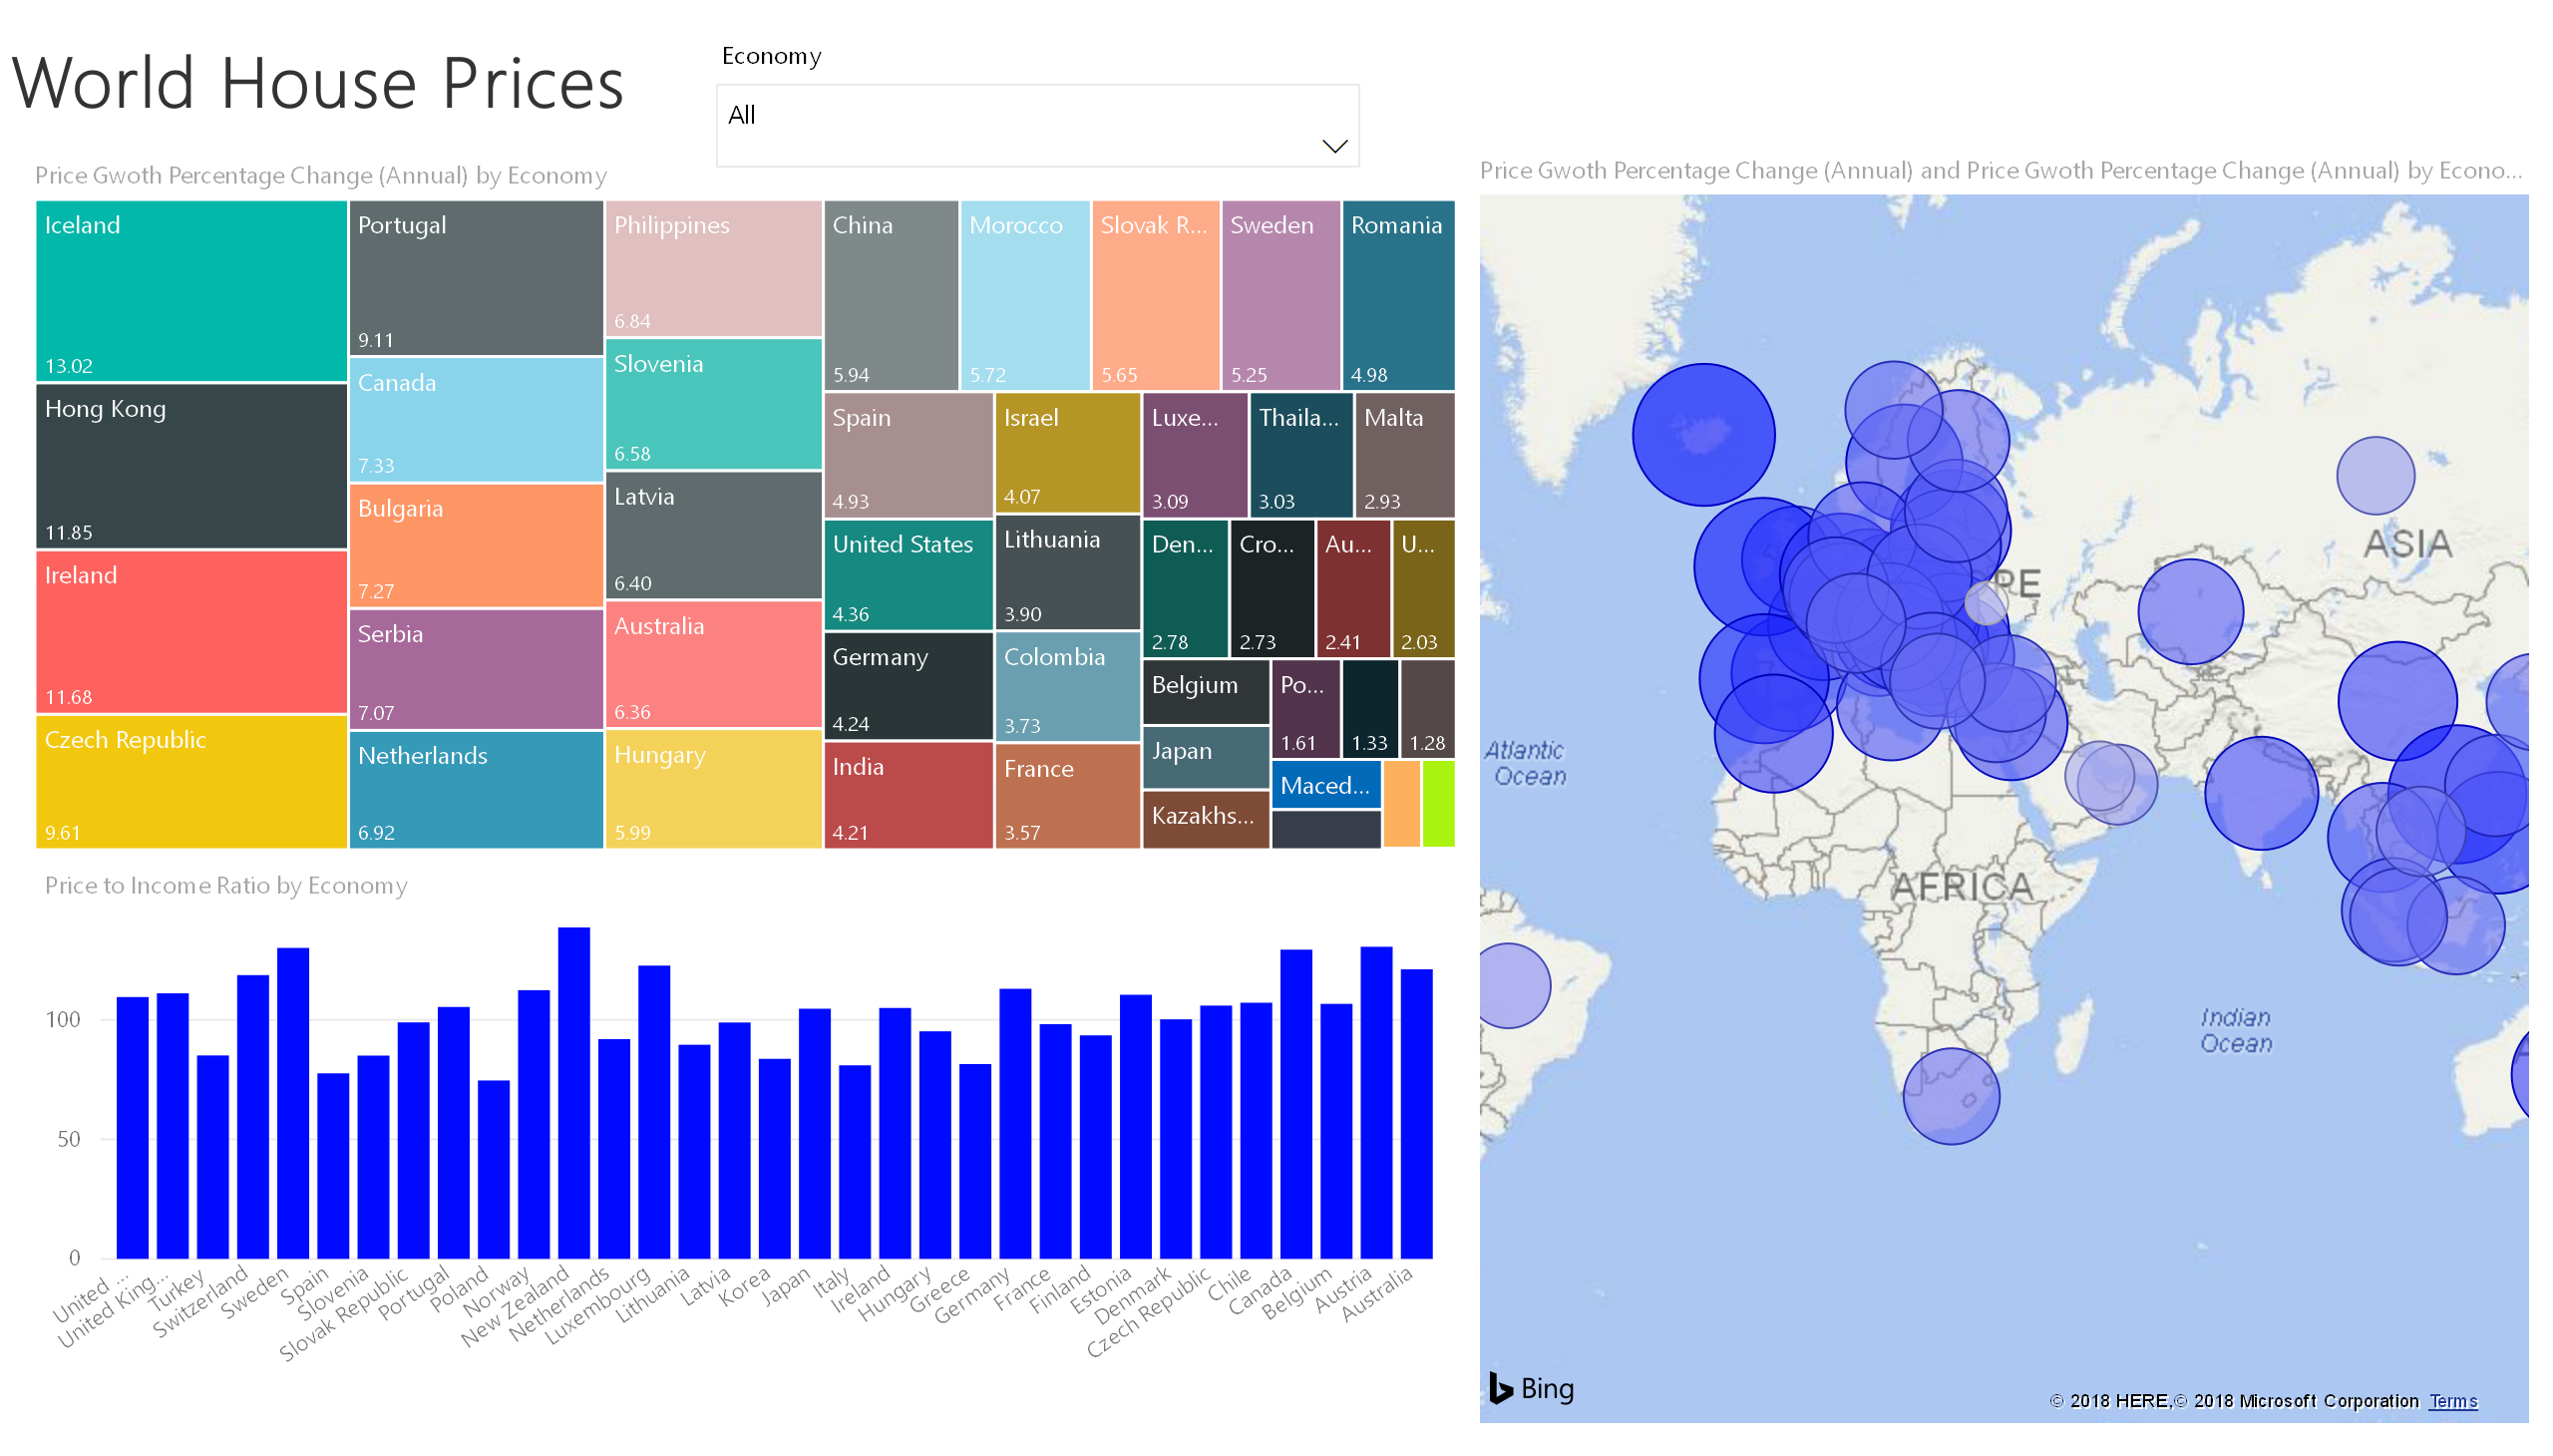 World House Prices
Economy
All
Price Gwoth Percentage Change (Annual) by Economy
Iceland
13.02
Hong Kong
11.85
Ireland
11.68
Czech Republic
9.61
Portugal
9.11
Canada
7.33
Bulgaria
7.27
Serbia
7.07
Netherlands
6.92
Philippines
6.84
Slovenia
6.58
Latvia
6.40
Australia
6.36
Hungary
5.99
China
5.94
Morocco
5.72
Slovak R...
5.65
Sweden
5.25
Romania
4.98
Spain
4.93
United States
4.36
Germany
4.24
India
4.21
Israel
4.07
Lithuania
3.90
Colombia
3.73
France
3.57
Luxe...
3.09
Thaila...
3.03
Malta
2.93
Den...
2.78
Cro...
2.73
Au...
2.41
U...
2.03
Belgium
Japan
Kazakhs...
Po...
1.61
1.33
1.28
Maced...
Price to Income Ratio by Economy
100
50
0
United ...
United King...
Turkey
Switzerland
Sweden
Spain
Slovenia
Slovak Republic
Portugal
Poland
Norway
New Zealand
Netherlands
Luxembourg
Lithuania
Latvia
Korea
Japan
Italy
Ireland
Hungary
Greece
Germany
France
Finland
Estonia
Denmark
Czech Republic
Chile
Canada
Belgium
Austria
Australia
Price Gwoth Percentage Change (Annual) and Price Gwoth Percentage Change (Annual) by Econo...
ASIA
PE
Atlantic
Ocean
AFRICA
Indian
Ocean
Bing
© 2018 HERE,© 2018 Microsoft Corporation Terms